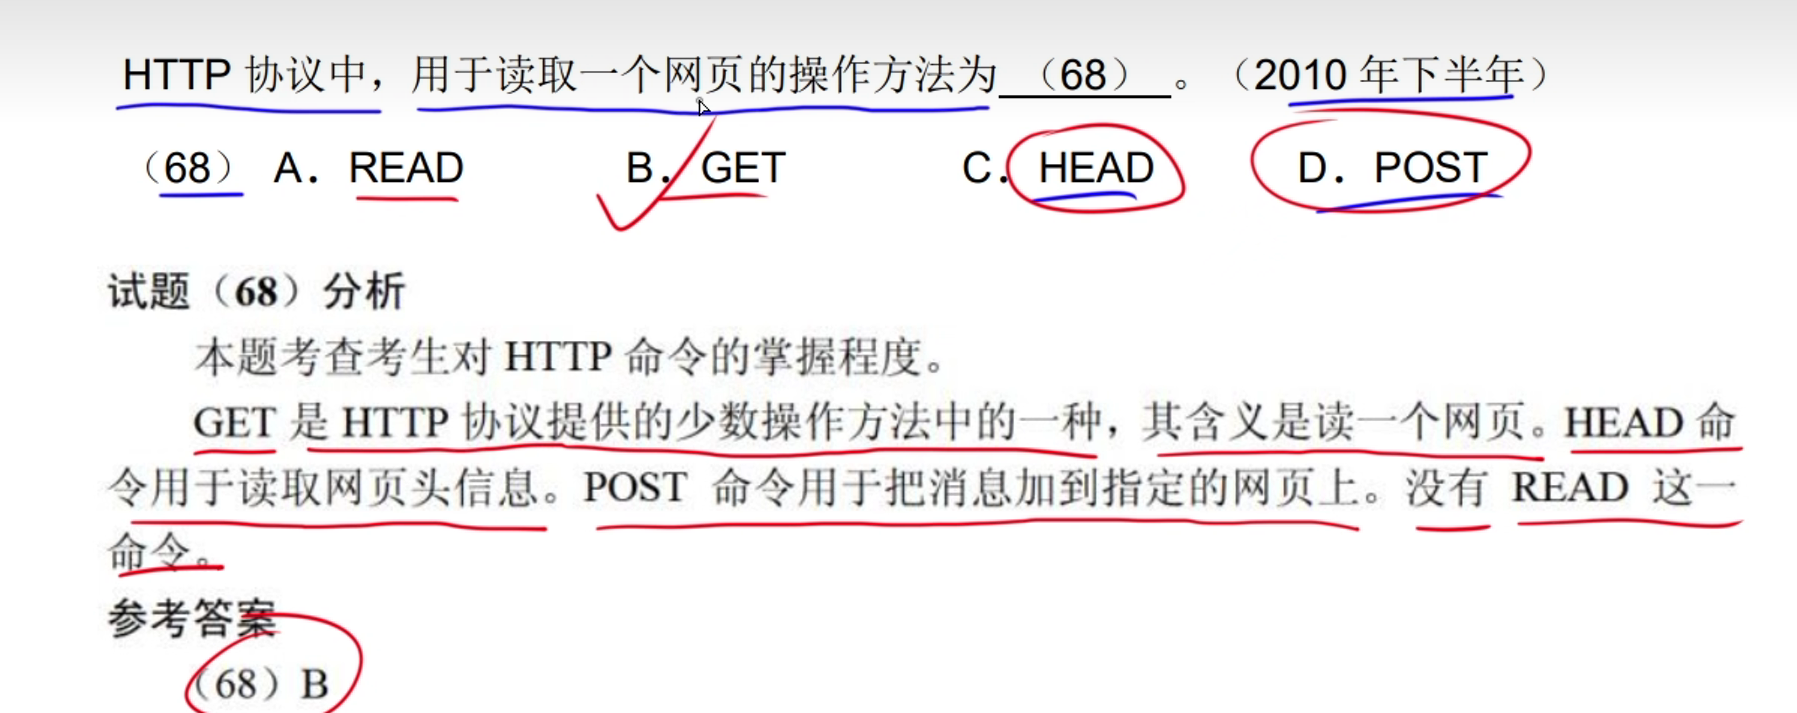 HTTP 协议中，用于读取一个网页的操作方法为 （68） 。（2010 年下半年）
（68） A．READ B．GET C．HEAD D．POST
试题（68）分析
本题考查考生对 HTTP 命令的掌握程度。
GET 是 HTTP 协议提供的少数操作方法中的一种，其含义是读一个网页。HEAD 命
令用于读取网页头信息。POST 命令用于把消息加到指定的网页上。没有 READ 这一
命令。
参考答案
（68）B